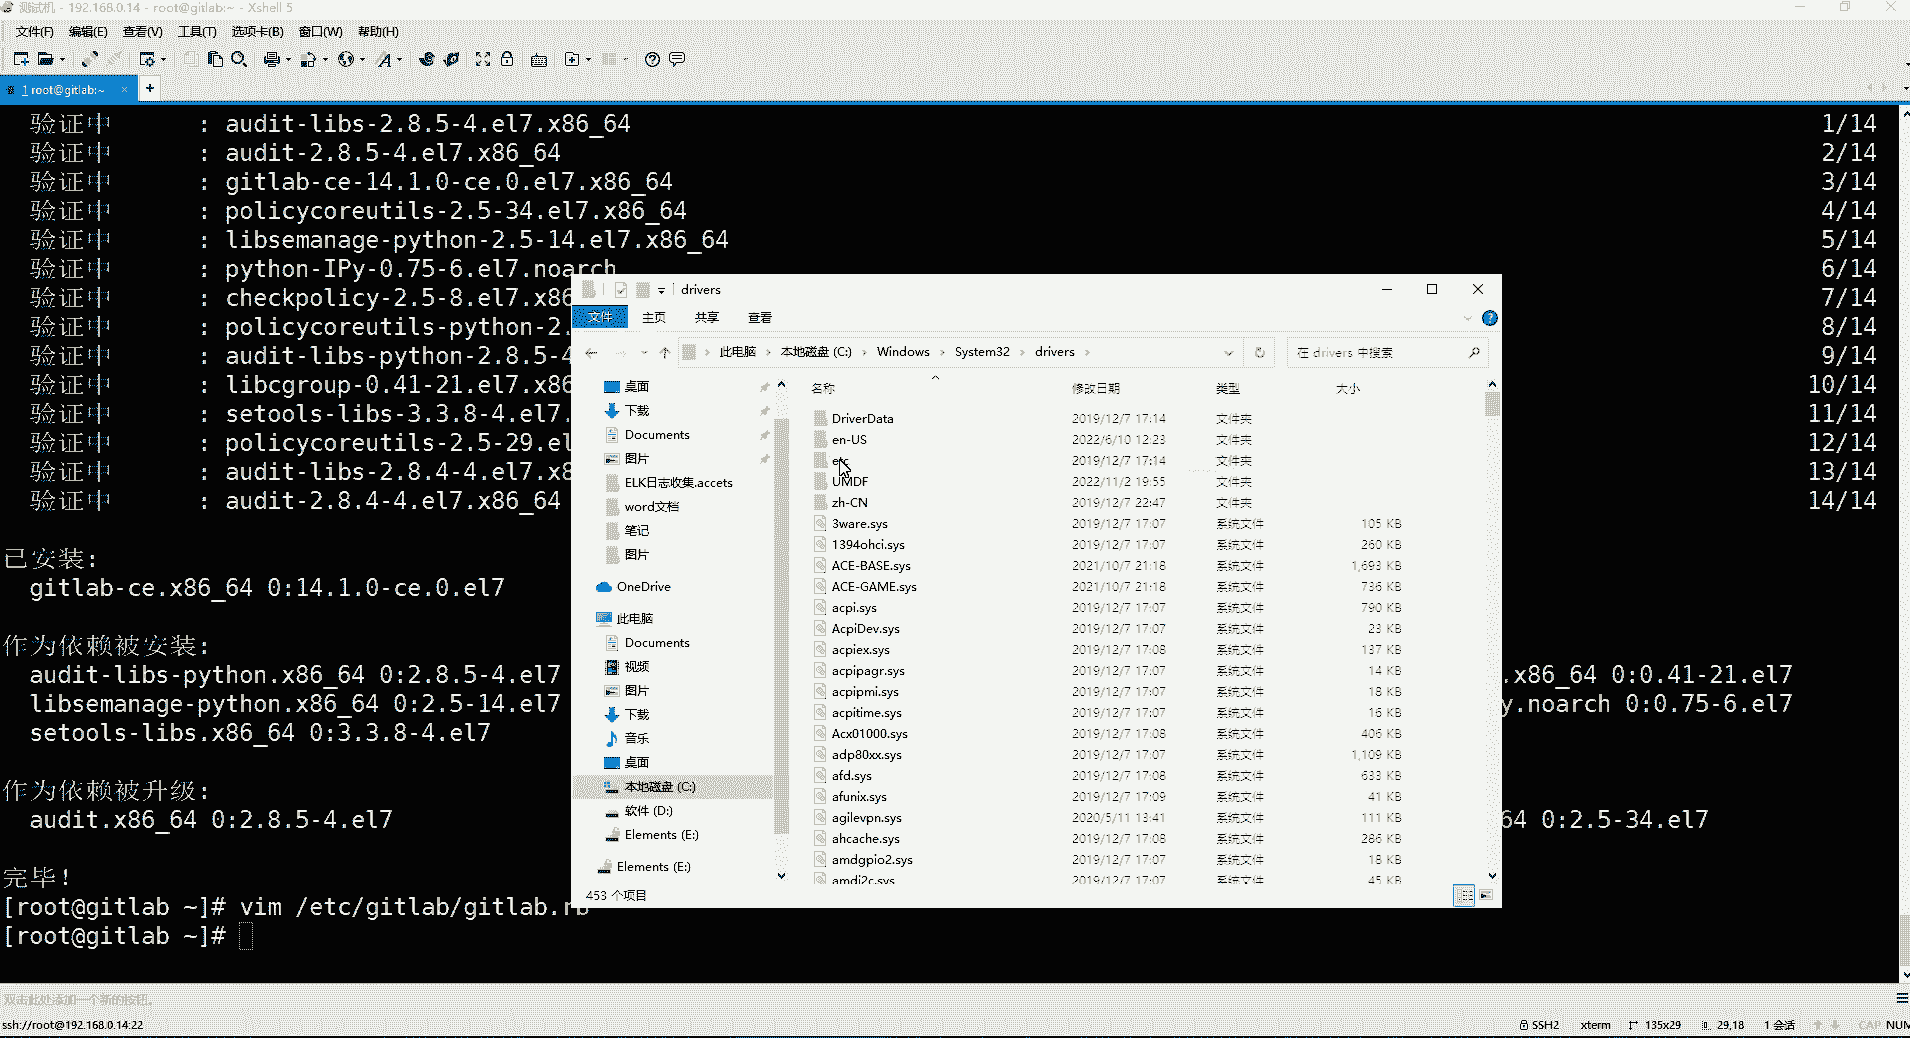 测试机 - 192.168.0.14 - root@gitlab:~ - Xshell 5
文件(F) 编辑(E) 查看(V) 工具(T) 选项卡(B) 窗口(W) 帮助(H)
1 root@gitlab:~
验证中 : audit-libs-2.8.5-4.el7.x86_64 1/14
验证中 : audit-2.8.5-4.el7.x86_64 2/14
验证中 : gitlab-ce-14.1.0-ce.0.el7.x86_64 3/14
验证中 : policycoreutils-2.5-34.el7.x86_64 4/14
验证中 : libsemanage-python-2.5-14.el7.x86_64 5/14
验证中 : python-IPy-0.75-6.el7.noarch 6/14
验证中 : checkpolicy-2.5-8.el7.x86 7/14
验证中 : policycoreutils-python-2. 8/14
验证中 : audit-libs-python-2.8.5-4 9/14
验证中 : libcgroup-0.41-21.el7.x86 10/14
验证中 : setools-libs-3.3.8-4.el7. 11/14
验证中 : policycoreutils-2.5-29.el 12/14
验证中 : audit-libs-2.8.4-4.el7.x8 13/14
验证中 : audit-2.8.4-4.el7.x86_64 14/14
已安装:
gitlab-ce.x86_64 0:14.1.0-ce.0.el7
作为依赖被安装:
audit-libs-python.x86_64 0:2.8.5-4.el7 .x86_64 0:0.41-21.el7
libsemanage-python.x86_64 0:2.5-14.el7 y.noarch 0:0.75-6.el7
setools-libs.x86_64 0:3.3.8-4.el7
作为依赖被升级:
audit.x86_64 0:2.8.5-4.el7 64 0:2.5-34.el7
完毕!
[root@gitlab ~]# vim /etc/gitlab/gitlab.rb
[root@gitlab ~]#
drivers
文件 主页 共享 查看
此电脑 本地磁盘 (C:) Windows System32 drivers
在 drivers 中搜索
桌面
下载
Documents
图片
ELK日志收集.accets
word文档
笔记
图片
OneDrive
此电脑
Documents
视频
图片
下载
音乐
桌面
本地磁盘 (C:)
软件 (D:)
Elements (E:)
Elements (E:)
名称 修改日期 类型 大小
DriverData 2019/12/7 17:14 文件夹
en-US 2022/6/10 12:23 文件夹
etc 2019/12/7 17:14 文件夹
UMDF 2022/11/2 19:55 文件夹
zh-CN 2019/12/7 22:47 文件夹
3ware.sys 2019/12/7 17:07 系统文件 105 KB
1394ohci.sys 2019/12/7 17:07 系统文件 260 KB
ACE-BASE.sys 2021/10/7 21:18 系统文件 1,693 KB
ACE-GAME.sys 2021/10/7 21:18 系统文件 736 KB
acpi.sys 2019/12/7 17:07 系统文件 790 KB
AcpiDev.sys 2019/12/7 17:07 系统文件 23 KB
acpiex.sys 2019/12/7 17:08 系统文件 137 KB
acpipagr.sys 2019/12/7 17:07 系统文件 14 KB
acpipmi.sys 2019/12/7 17:07 系统文件 18 KB
acpitime.sys 2019/12/7 17:07 系统文件 16 KB
Acx01000.sys 2019/12/7 17:08 系统文件 406 KB
adp80xx.sys 2019/12/7 17:07 系统文件 1,109 KB
afd.sys 2019/12/7 17:08 系统文件 633 KB
afunix.sys 2019/12/7 17:09 系统文件 41 KB
agilevpn.sys 2020/5/11 13:41 系统文件 111 KB
ahcache.sys 2019/12/7 17:08 系统文件 286 KB
amdgpio2.sys 2019/12/7 17:07 系统文件 18 KB
amdi2c.sys 2019/12/7 17:07 系统文件 45 KB
453 个项目
双击此处添加一个新的按钮。
ssh://root@192.168.0.14:22 SSH2 xterm 135x29 29,18 1 会话 CAP NUM